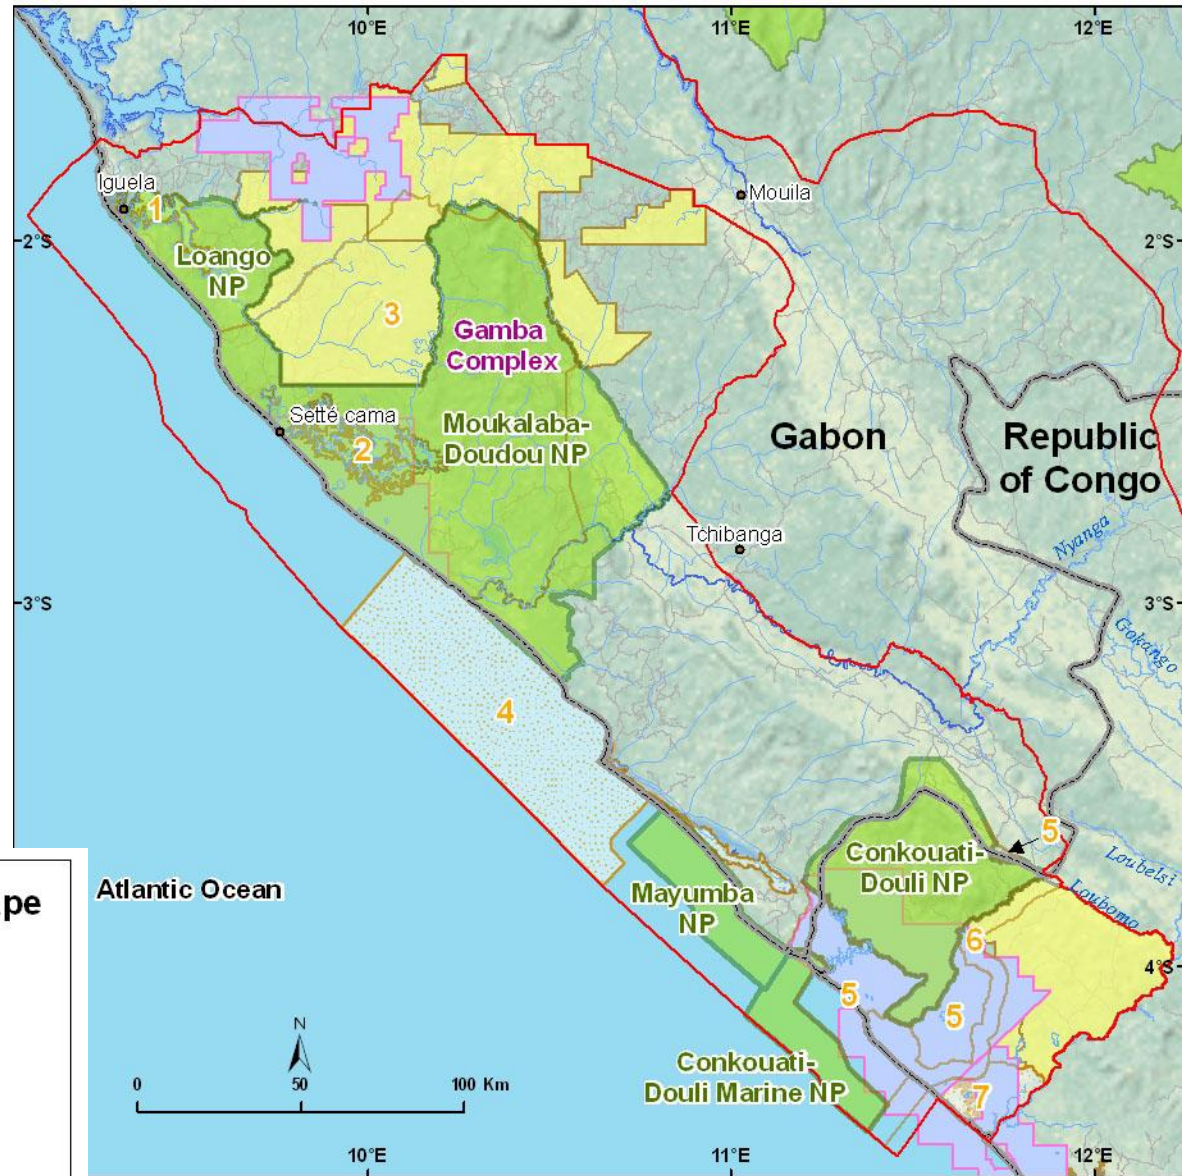 10°E
11°E
12°E
Iguela
1
Mouila
2°S
2°S
Loango
NP
3
Gamba
Complex
Setté cama
2
Moukalaba-
Doudou NP
Gabon
Republic
of Congo
Tchibanga
Nyanga
3°S
3°S
Gokango
4
5
Conkouati-
Douli NP
Loubelsi
Loubomo
Atlantic Ocean
pe
Mayumba
NP
6
4°S
5
5
N
Conkouati-
Douli Marine NP
7
0
50
100 Km
10°E
11°E
12°E